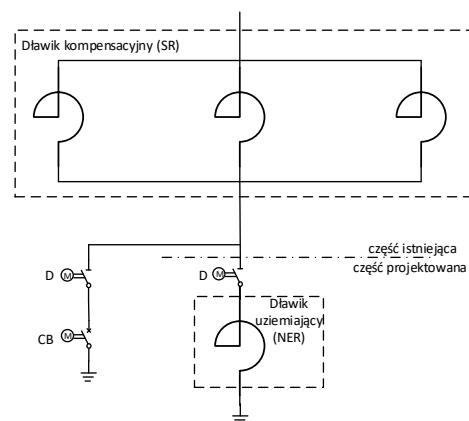 Dławik kompensacyjny (SR)
część istniejąca
część projektowana
D
M
D
M
Dławik
uziemiający
(NER)
CB
M